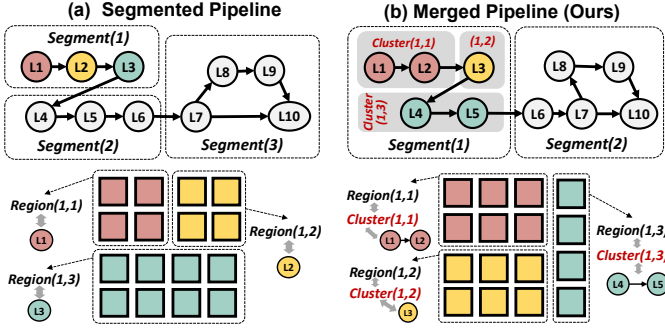 (a) Segmented Pipeline
Segment(1)
L1
L2
L3
L4
L5
L6
Segment(2)
L8
L9
L7
L10
Segment(3)
Region(1,1)
L1
Region(1,2)
L2
Region(1,3)
L3
(b) Merged Pipeline (Ours)
Cluster(1,1)
(1,2)
L1
L2
L3
Cluster
(1,3)
L4
L5
Segment(1)
L8
L9
L6
L7
L10
Segment(2)
Region(1,1)
Cluster(1,1)
L1
L2
Region(1,2)
Cluster(1,2)
L3
Region(1,3)
Cluster(1,3)
L4
L5